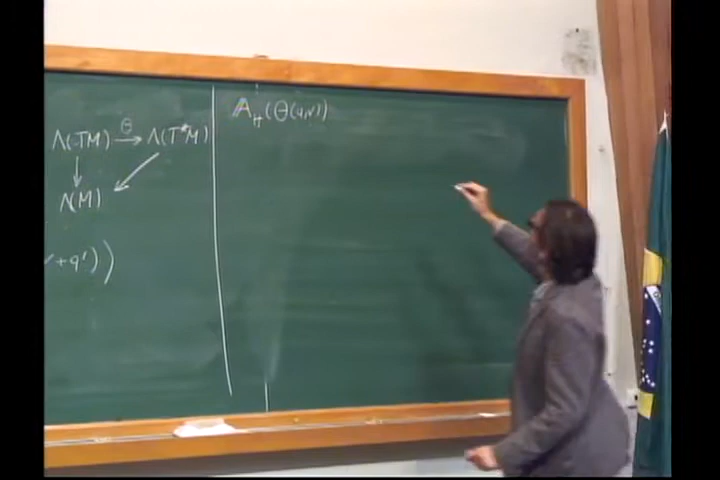 Λ(TM) —θ→ Λ(T*M)
Λ(M)
' + q'))
𝔸_H(θ(q,v))